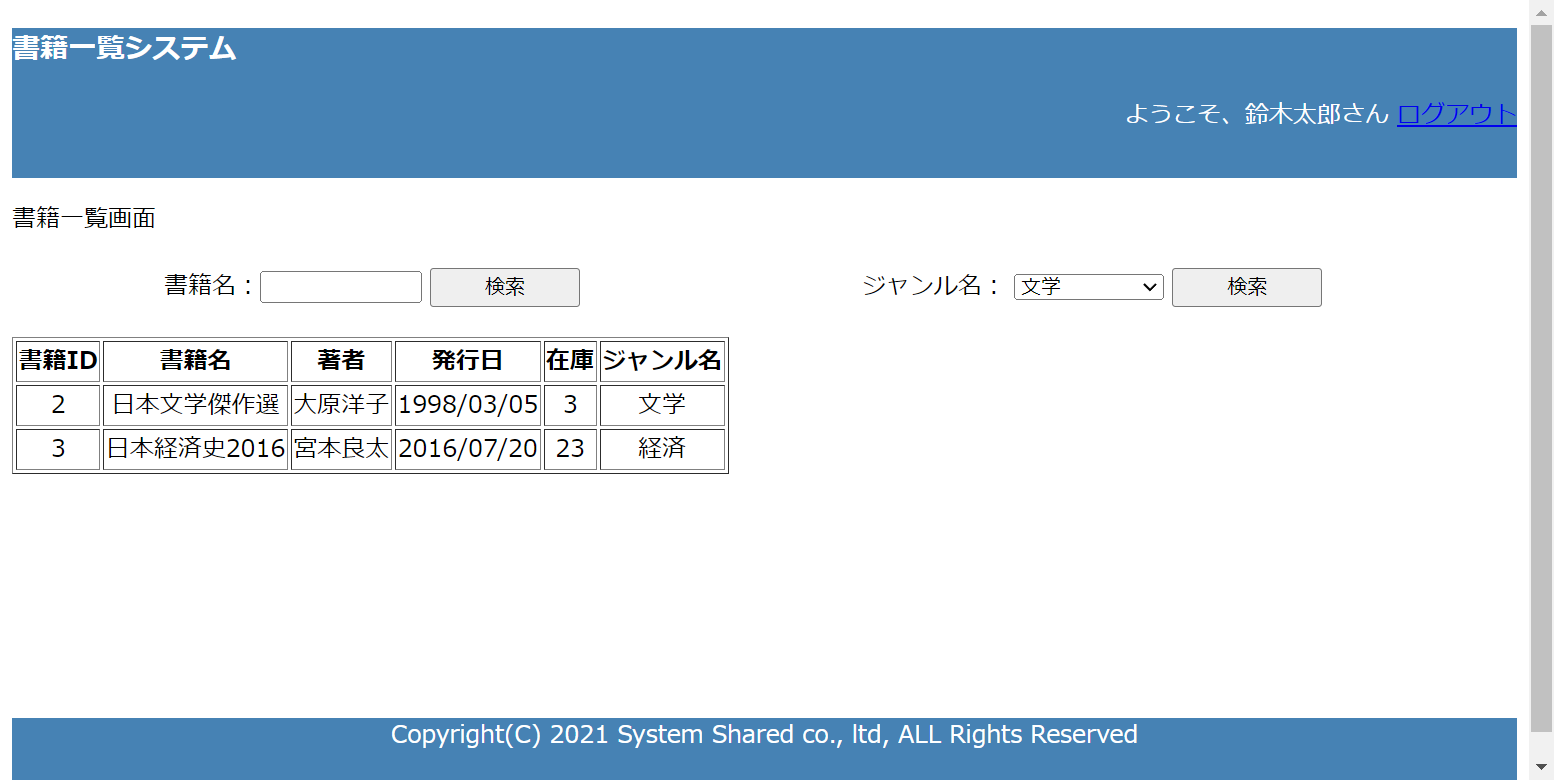 書籍一覧システム
ようこそ、鈴木太郎さん ログアウト
書籍一覧画面
書籍名： 検索 ジャンル名： 文学 検索
書籍ID 書籍名 著者 発行日 在庫 ジャンル名
2 日本文学傑作選 大原洋子 1998/03/05 3 文学
3 日本経済史2016 宮本良太 2016/07/20 23 経済
Copyright(C) 2021 System Shared co., ltd, ALL Rights Reserved